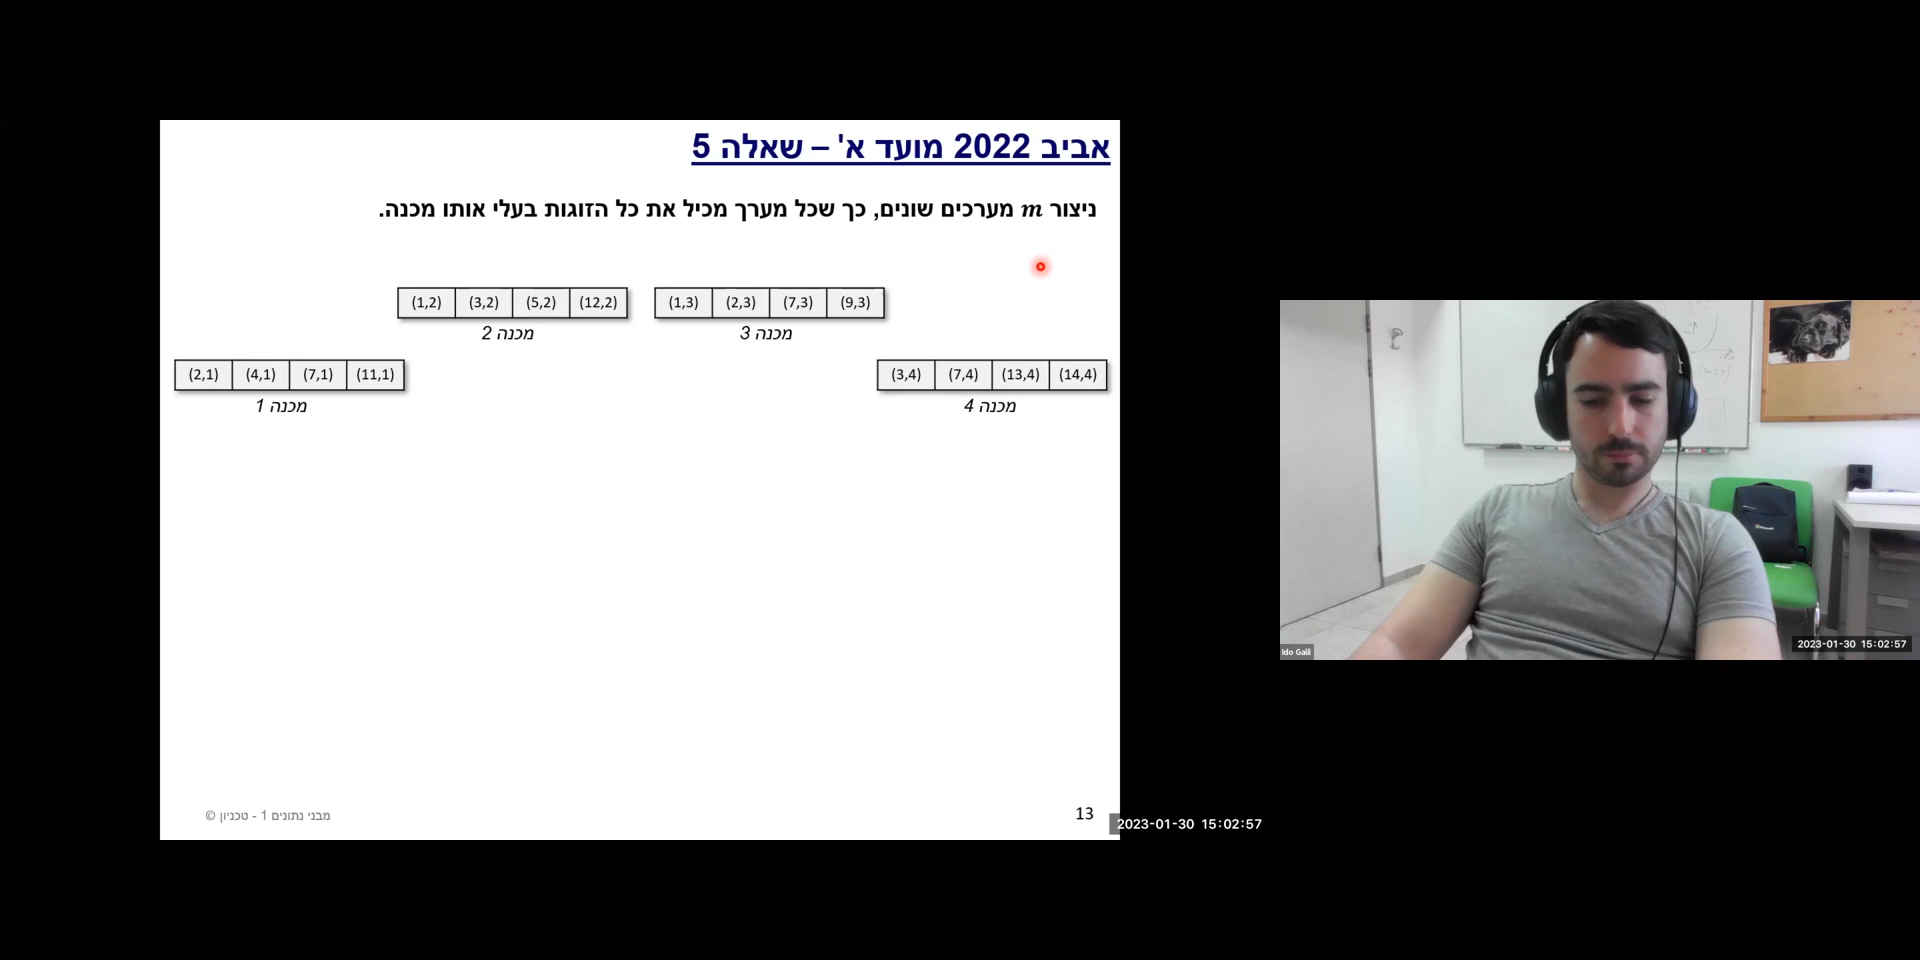 אביב 2022 מועד א' – שאלה 5
ניצור m מערכים שונים, כך שכל מערך מכיל את כל הזוגות בעלי אותו מכנה.
(1,2) (3,2) (5,2) (12,2)
מכנה 2
(1,3) (2,3) (7,3) (9,3)
מכנה 3
(2,1) (4,1) (7,1) (11,1)
מכנה 1
(3,4) (7,4) (13,4) (14,4)
מכנה 4
מבני נתונים 1 - טכניון ©
13
2023-01-30 15:02:57
Ido Galil
2023-01-30 15:02:57